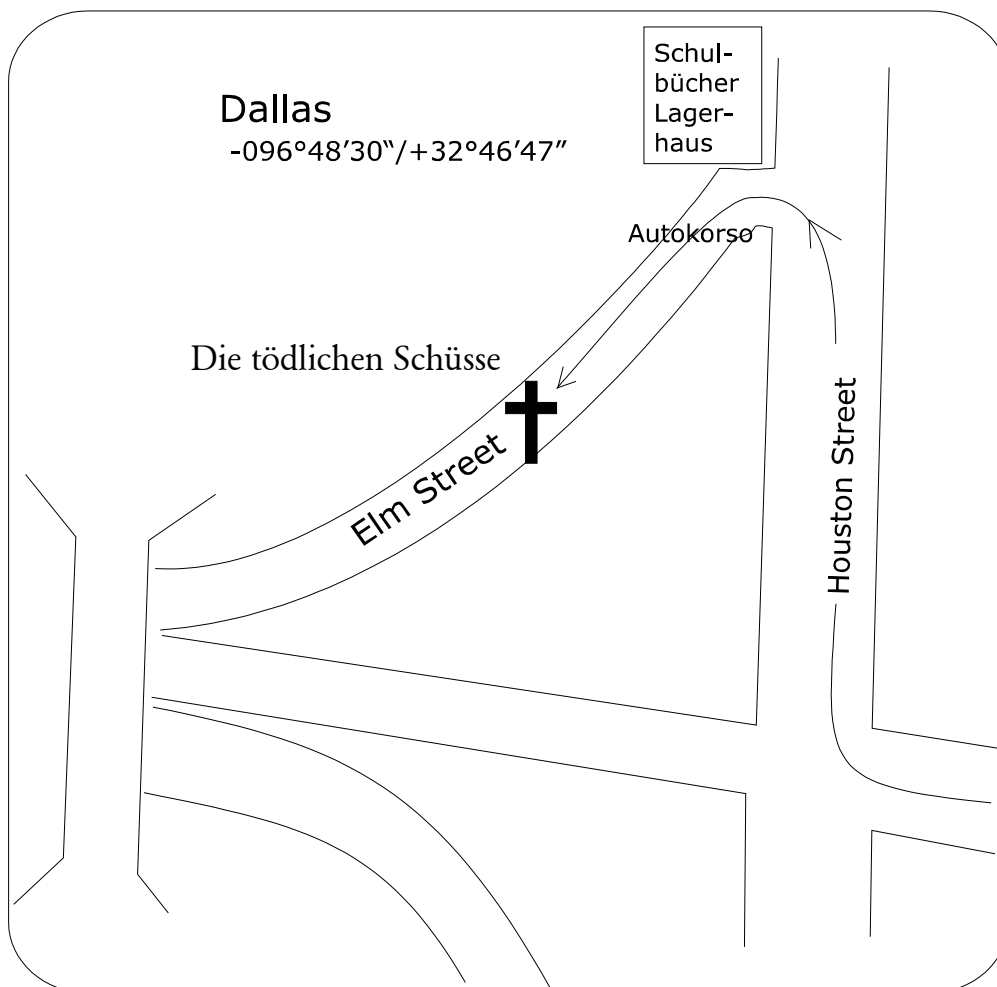 Schul-
bücher
Lager-
haus
Dallas
-096°48’30“/+32°46’47”
Autokorso
Die tödlichen Schüsse
Elm Street
Houston Street